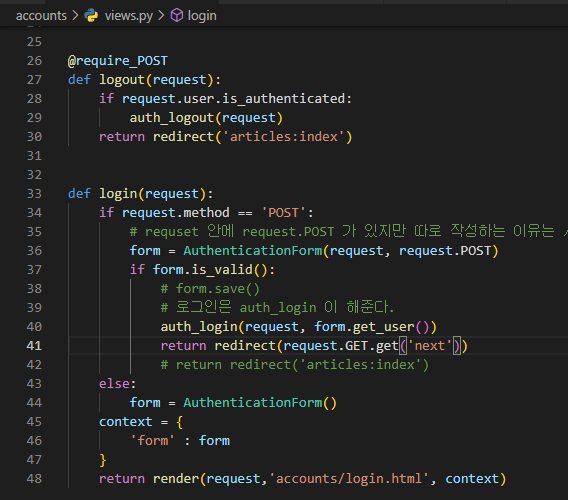 accounts > views.py > login
25
26 @require_POST
27 def logout(request):
28     if request.user.is_authenticated:
29         auth_logout(request)
30     return redirect('articles:index')
31
32
33 def login(request):
34     if request.method == 'POST':
35         # requset 안에 request.POST 가 있지만 따로 작성하는 이유는
36         form = AuthenticationForm(request, request.POST)
37         if form.is_valid():
38             # form.save()
39             # 로그인은 auth_login 이 해준다.
40             auth_login(request, form.get_user())
41             return redirect(request.GET.get('next'))
42             # return redirect('articles:index')
43     else:
44         form = AuthenticationForm()
45     context = {
46         'form' : form
47     }
48     return render(request,'accounts/login.html', context)